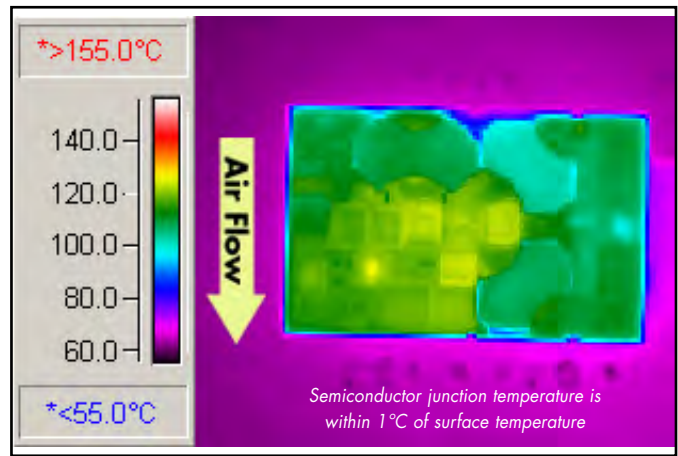 *>155.0°C
140.0
120.0
100.0
80.0
60.0
*<55.0°C
Air Flow
Semiconductor junction temperature is
within 1°C of surface temperature